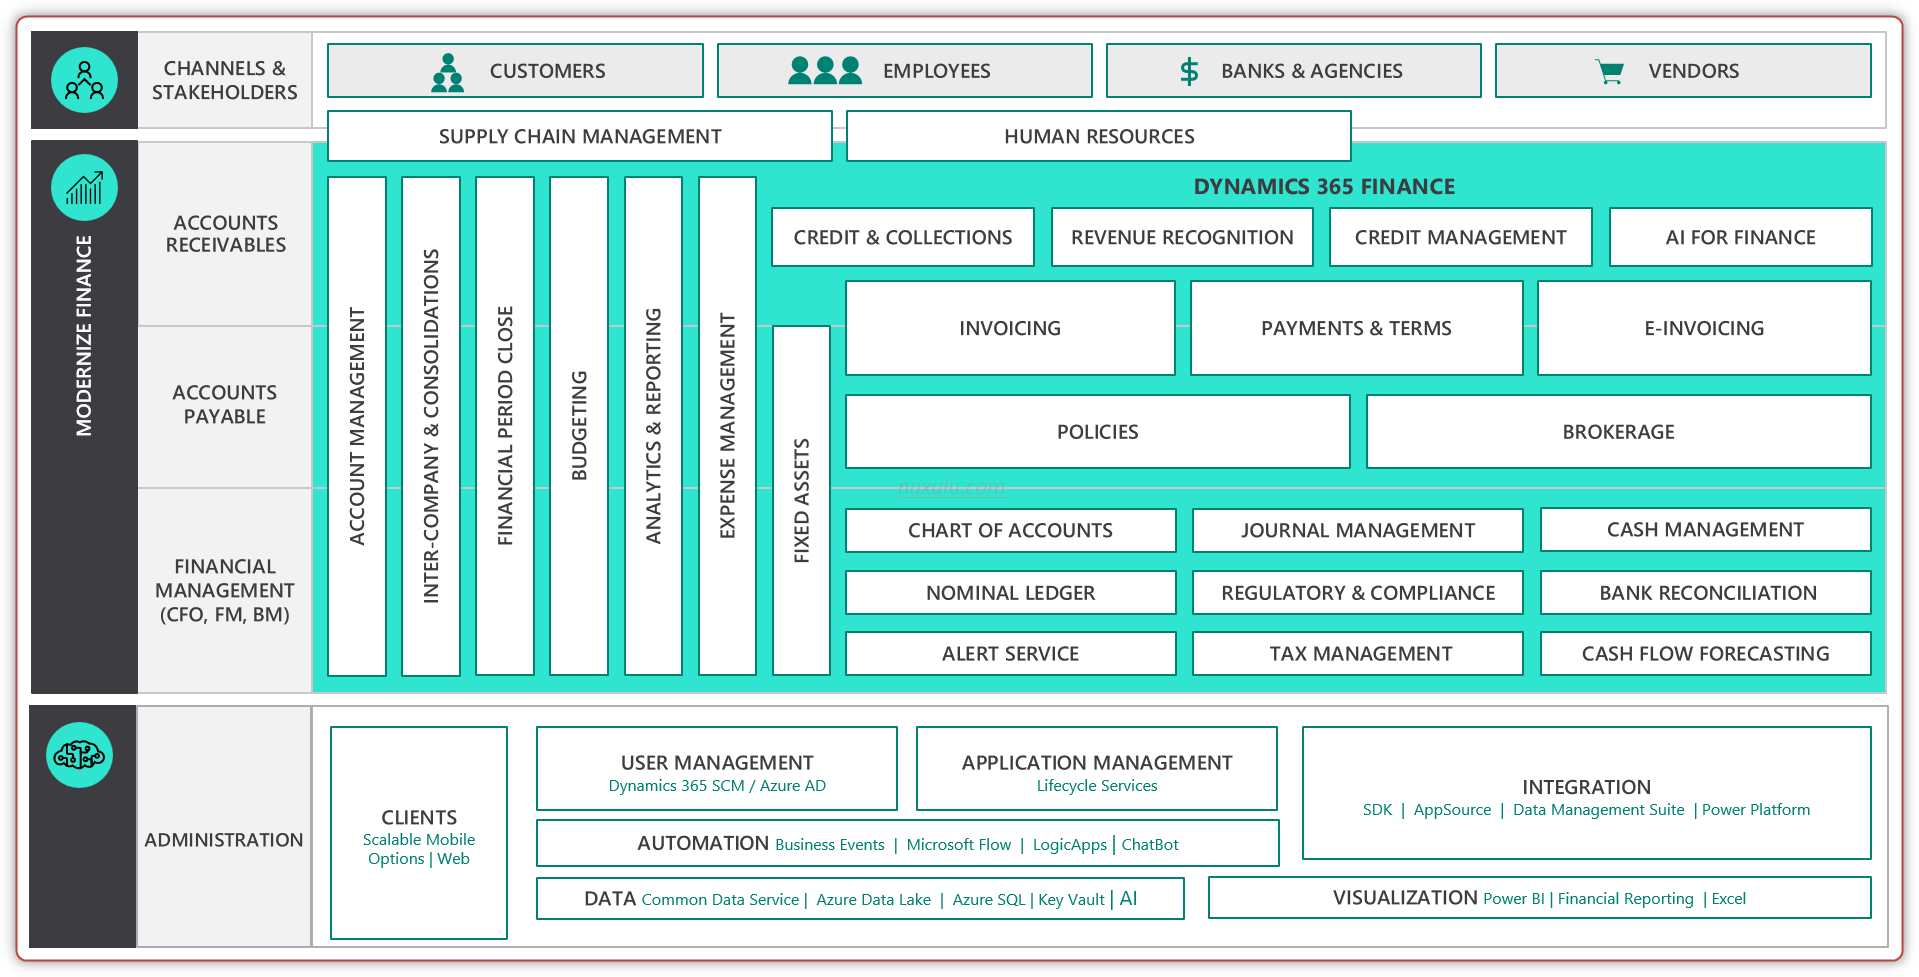 CHANNELS &
STAKEHOLDERS
CUSTOMERS
EMPLOYEES
$ BANKS & AGENCIES
VENDORS
SUPPLY CHAIN MANAGEMENT
HUMAN RESOURCES
MODERNIZE FINANCE
ACCOUNTS
RECEIVABLES
ACCOUNTS
PAYABLE
FINANCIAL
MANAGEMENT
(CFO, FM, BM)
ACCOUNT MANAGEMENT
INTER-COMPANY & CONSOLIDATIONS
FINANCIAL PERIOD CLOSE
BUDGETING
ANALYTICS & REPORTING
EXPENSE MANAGEMENT
FIXED ASSETS
DYNAMICS 365 FINANCE
CREDIT & COLLECTIONS
REVENUE RECOGNITION
CREDIT MANAGEMENT
AI FOR FINANCE
INVOICING
PAYMENTS & TERMS
E-INVOICING
POLICIES
BROKERAGE
nuxulu.com
CHART OF ACCOUNTS
JOURNAL MANAGEMENT
CASH MANAGEMENT
NOMINAL LEDGER
REGULATORY & COMPLIANCE
BANK RECONCILIATION
ALERT SERVICE
TAX MANAGEMENT
CASH FLOW FORECASTING
ADMINISTRATION
CLIENTS
Scalable Mobile
Options | Web
USER MANAGEMENT
Dynamics 365 SCM / Azure AD
APPLICATION MANAGEMENT
Lifecycle Services
INTEGRATION
SDK | AppSource | Data Management Suite | Power Platform
AUTOMATION Business Events | Microsoft Flow | LogicApps | ChatBot
DATA Common Data Service | Azure Data Lake | Azure SQL | Key Vault | AI
VISUALIZATION Power BI | Financial Reporting | Excel